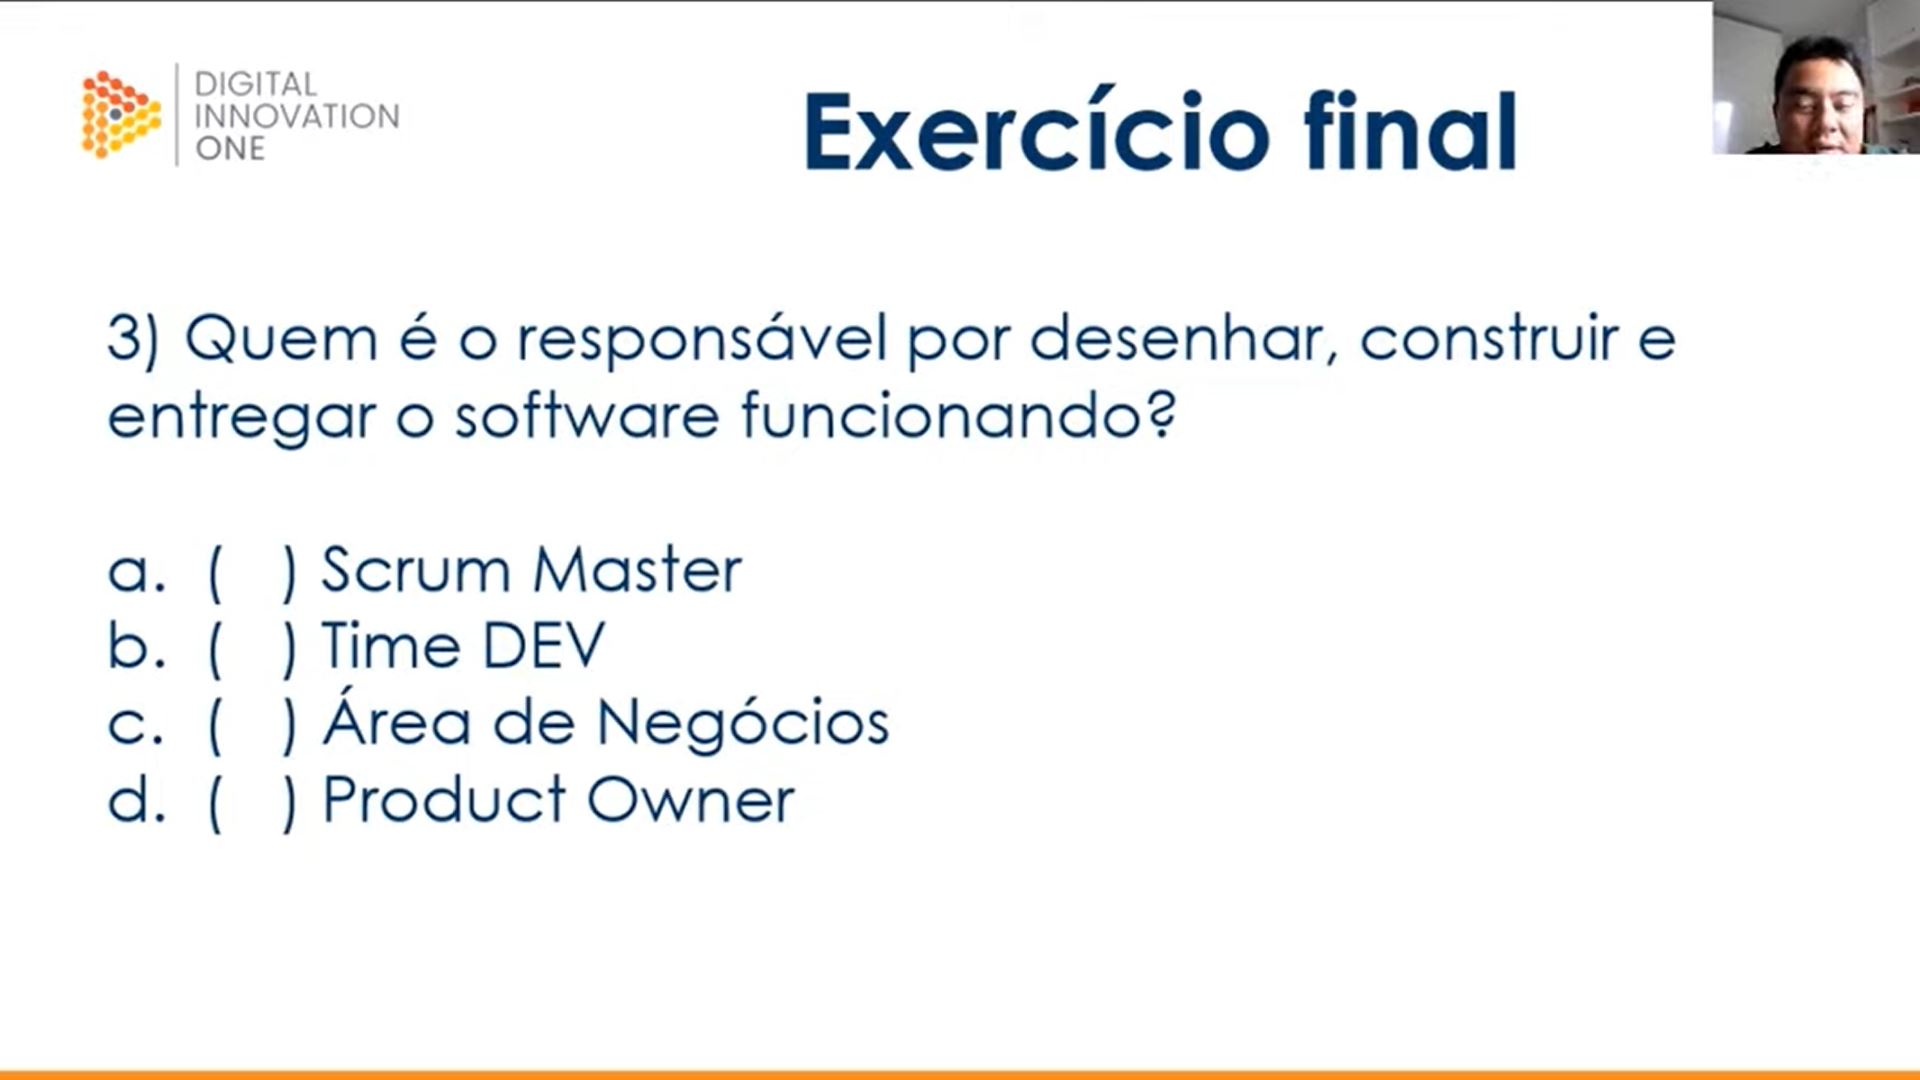 DIGITAL
INNOVATION
ONE
Exercício final
3) Quem é o responsável por desenhar, construir e
entregar o software funcionando?
a. ( ) Scrum Master
b. ( ) Time DEV
c. ( ) Área de Negócios
d. ( ) Product Owner